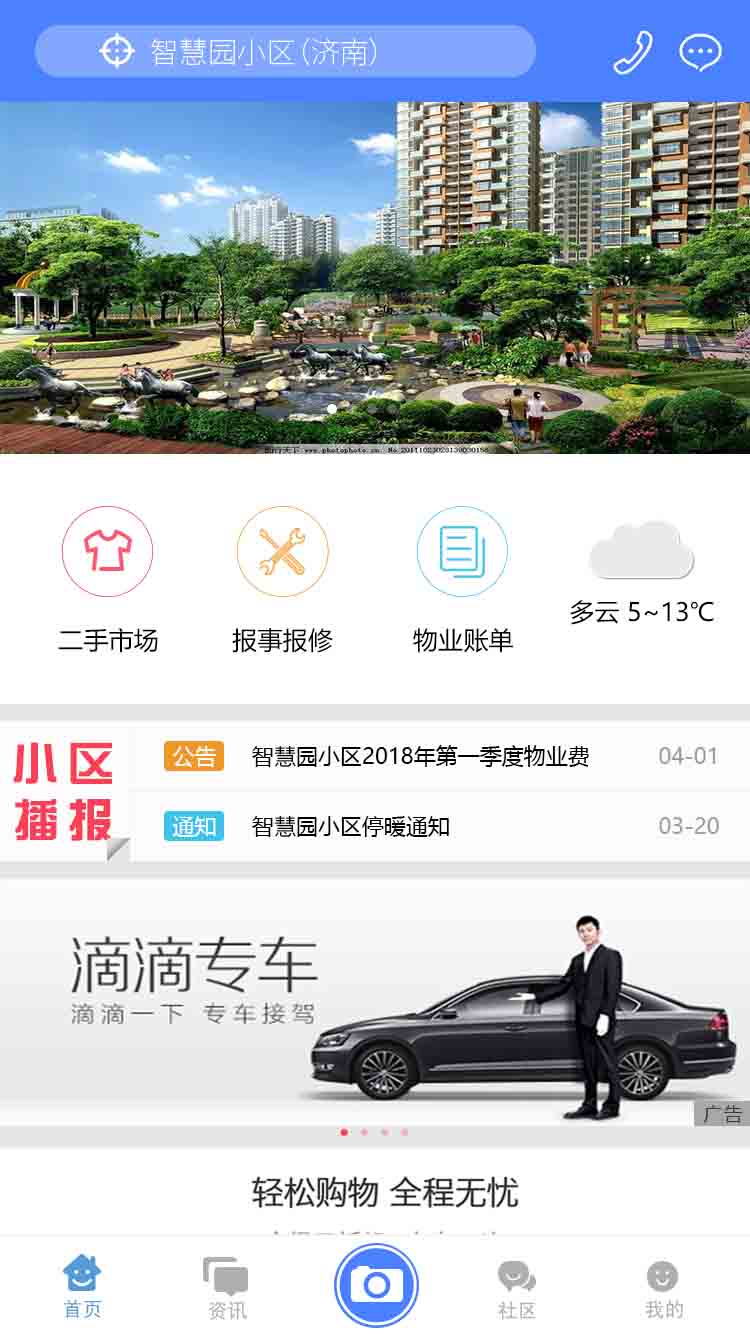 智慧园小区(济南)
www.photophoto.cn
二手市场
报事报修
物业账单
多云 5~13℃
小区
播报
公告 智慧园小区2018年第一季度物业费 04-01
通知 智慧园小区停暖通知 03-20
滴滴专车
滴滴一下 专车接驾
广告
轻松购物 全程无忧
首页
资讯
社区
我的